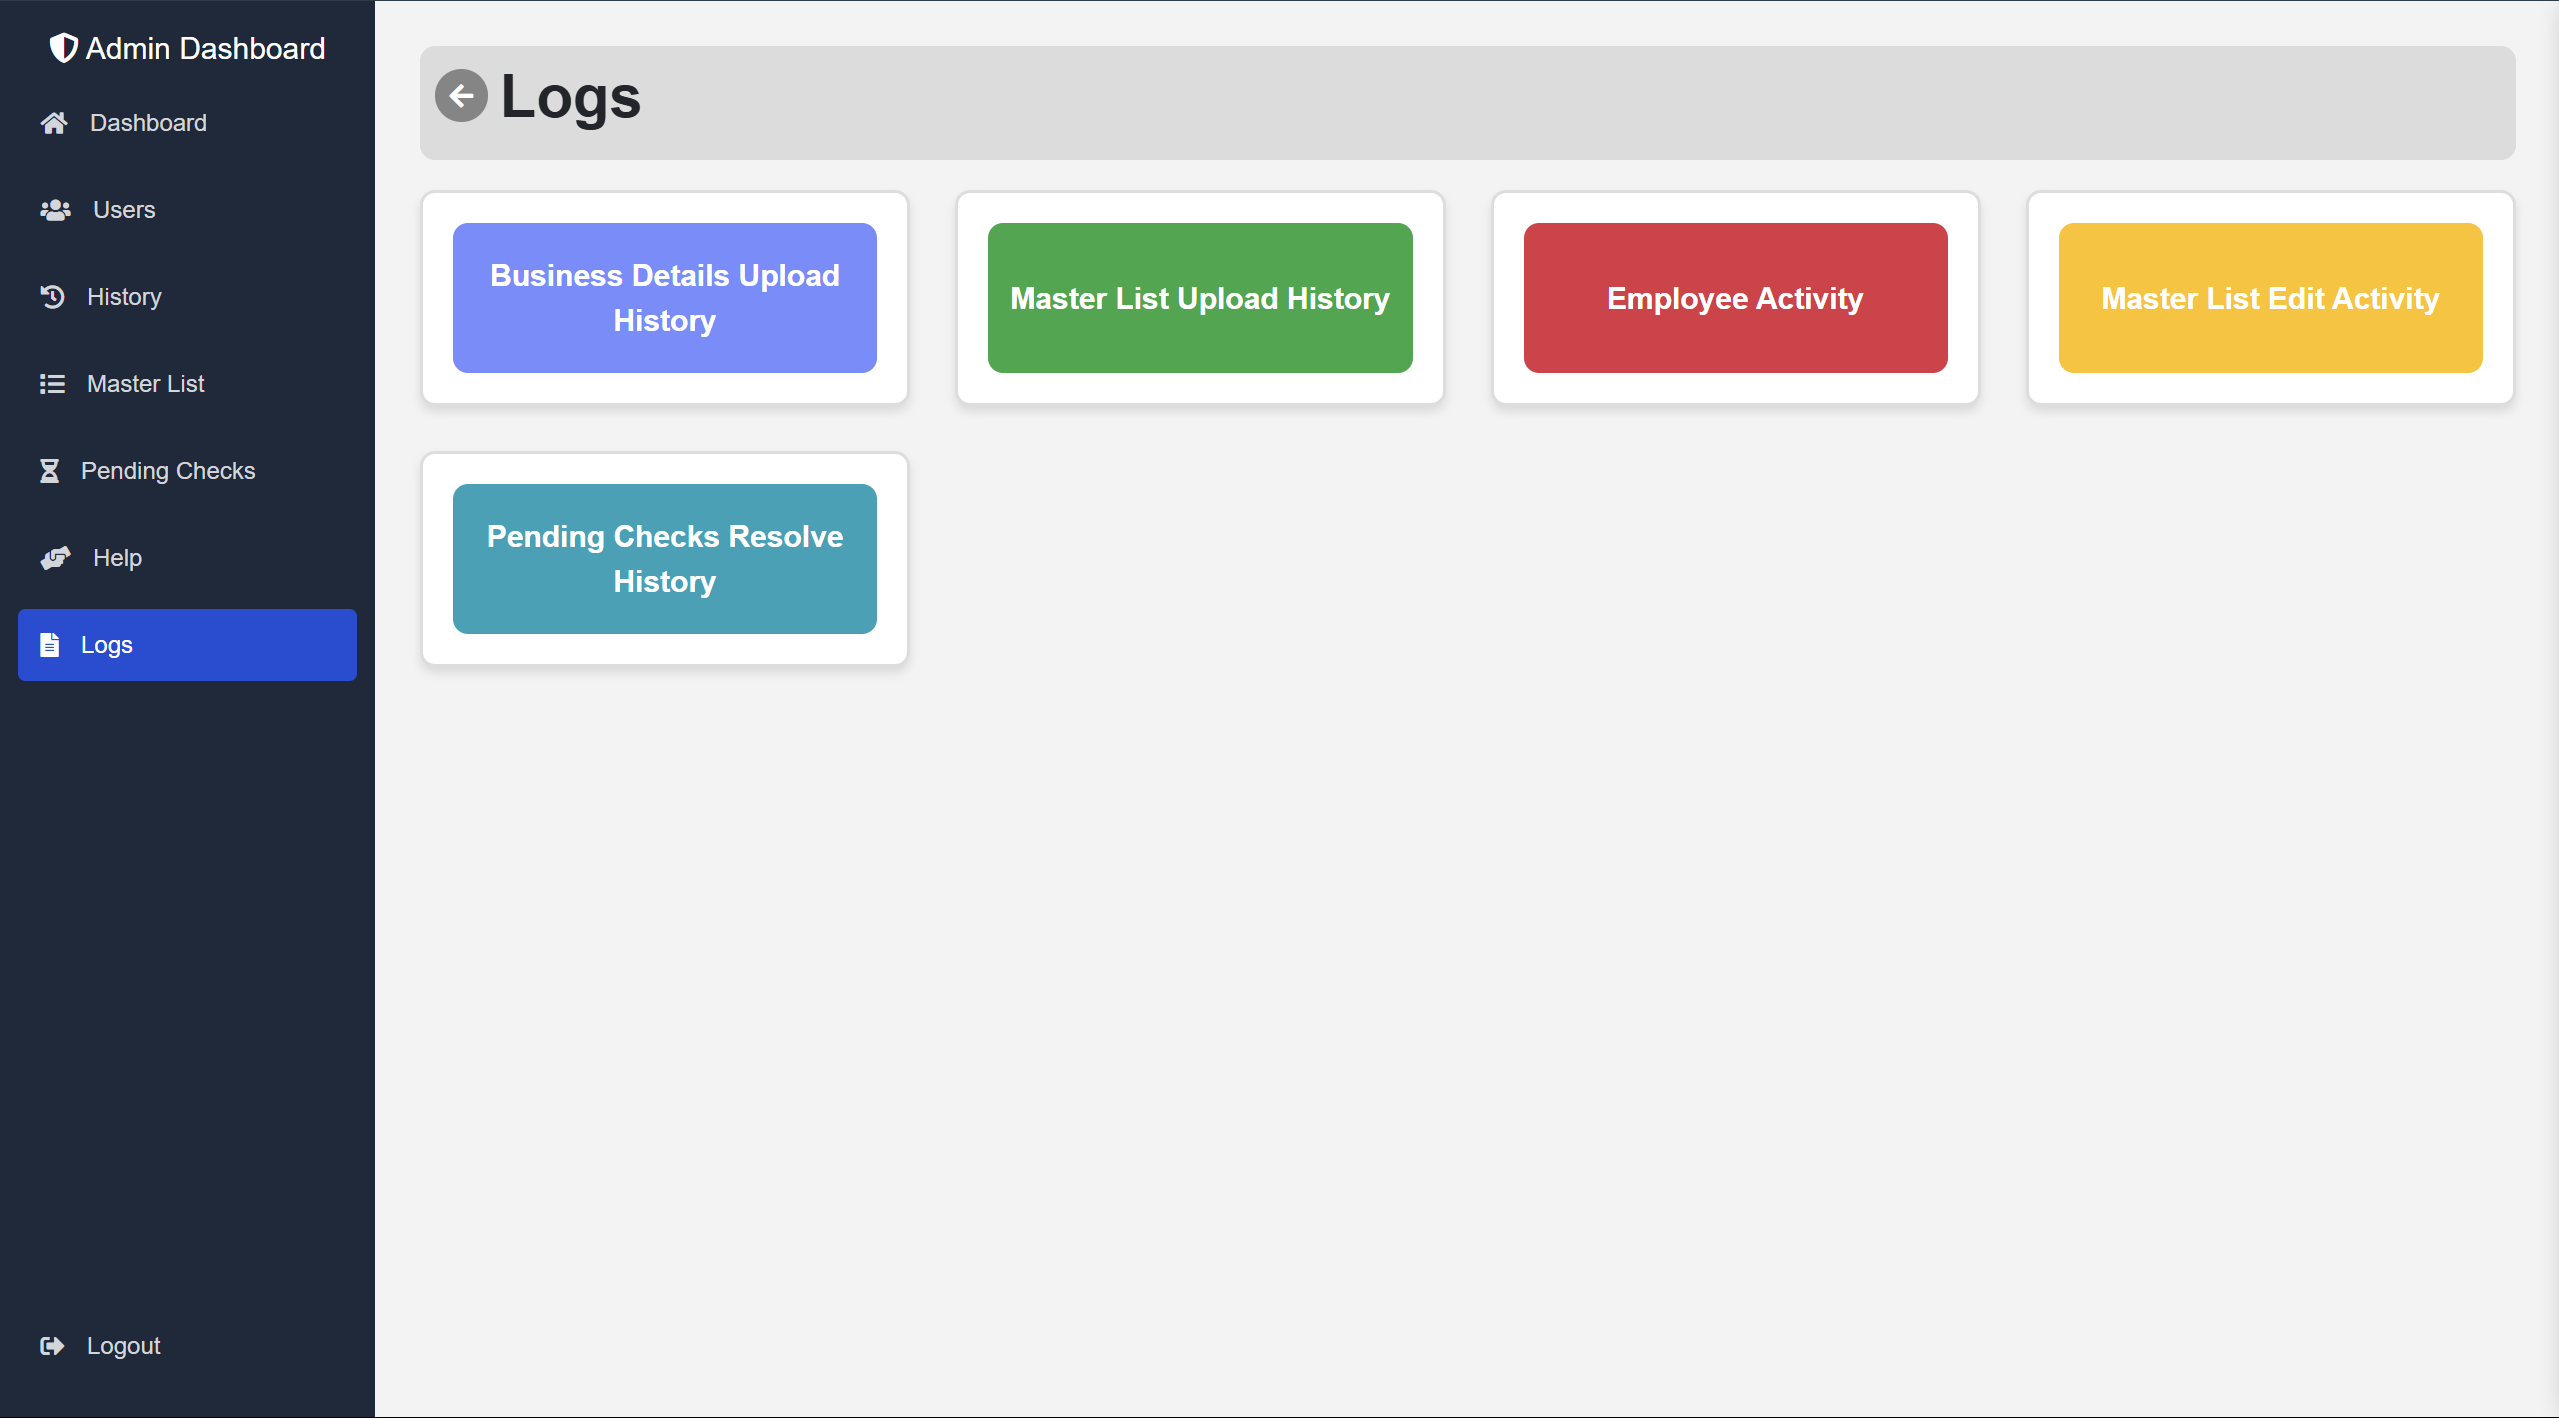 Admin Dashboard
Dashboard
Users
History
Master List
Pending Checks
Help
Logs
Logout
Logs
Business Details Upload
History
Master List Upload History
Employee Activity
Master List Edit Activity
Pending Checks Resolve
History